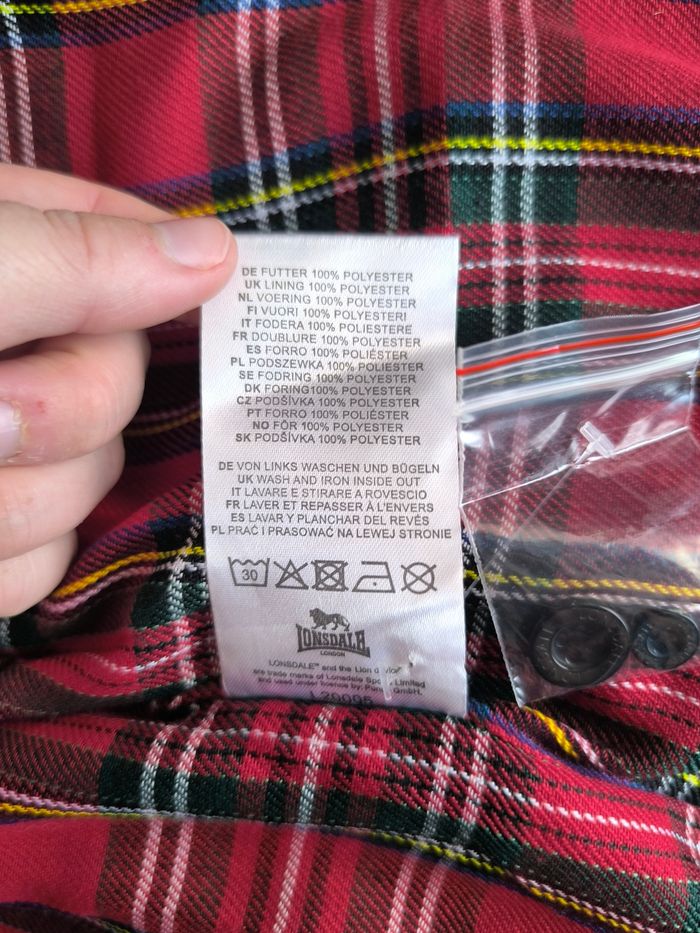 DE FUTTER 100% POLYESTER
UK LINING 100% POLYESTER
NL VOERING 100% POLYESTER
FI VUORI 100% POLYESTERI
IT FODERA 100% POLIESTERE
FR DOUBLURE 100% POLYESTER
ES FORRO 100% POLIÉSTER
PL PODSZEWKA 100% POLIESTER
SE FODRING 100% POLYESTER
DK FORING 100% POLYESTER
CZ PODŠÍVKA 100% POLYESTER
PT FORRO 100% POLIÉSTER
NO FÔR 100% POLYESTER
SK PODŠÍVKA 100% POLYESTER
DE VON LINKS WASCHEN UND BÜGELN
UK WASH AND IRON INSIDE OUT
IT LAVARE E STIRARE A ROVESCIO
FR LAVER ET REPASSER À L'ENVERS
ES LAVAR Y PLANCHAR DEL REVÉS
PL PRAĆ I PRASOWAĆ NA LEWEJ STRONIE
30
LONSDALE
LONDON
LONSDALE™ and the Lion
are trade marks of Lonsdale Limited
and used under licence by GmbH.